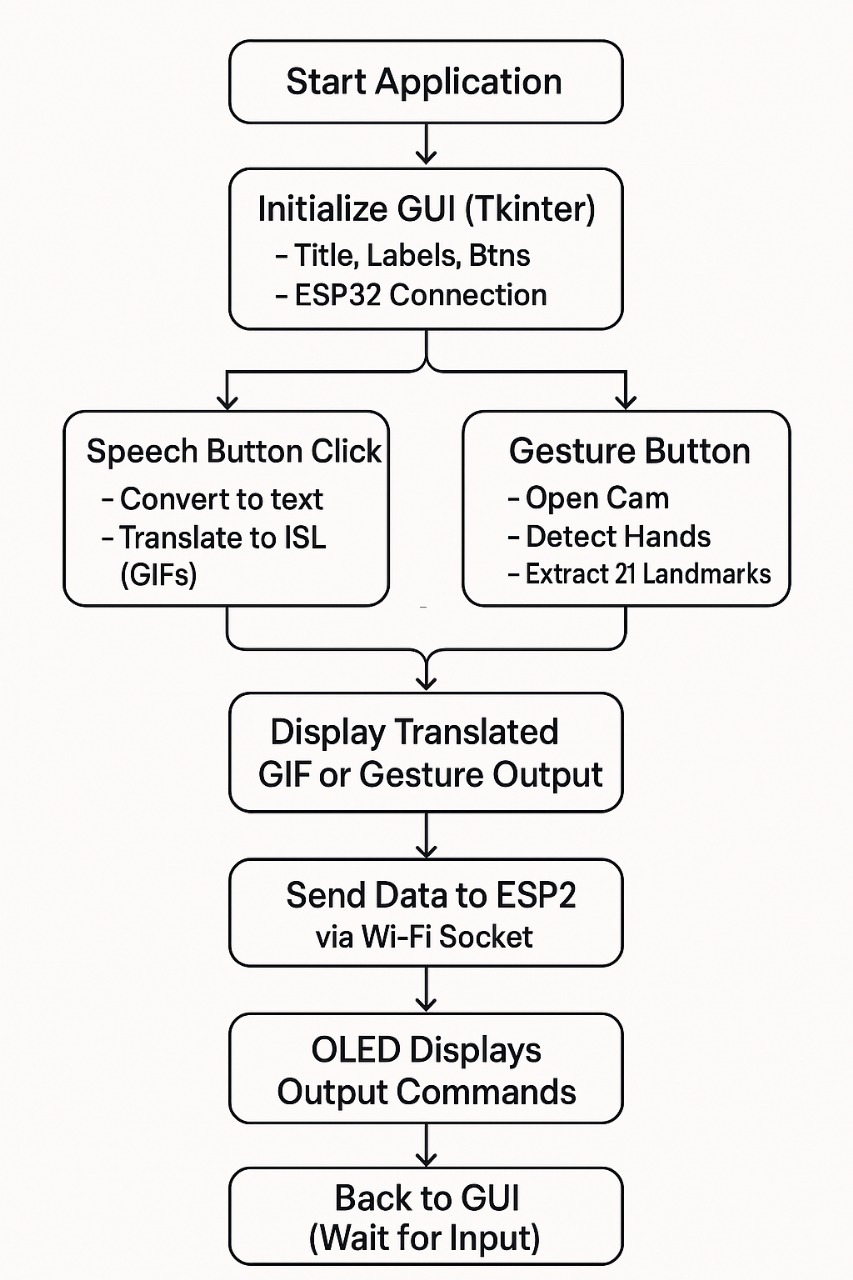 Start Application
Initialize GUI (Tkinter)
– Title, Labels, Btns
– ESP32 Connection
Speech Button Click
– Convert to text
– Translate to ISL
(GIFs)
Gesture Button
– Open Cam
– Detect Hands
– Extract 21 Landmarks
Display Translated
GIF or Gesture Output
Send Data to ESP2
via Wi-Fi Socket
OLED Displays
Output Commands
Back to GUI
(Wait for Input)